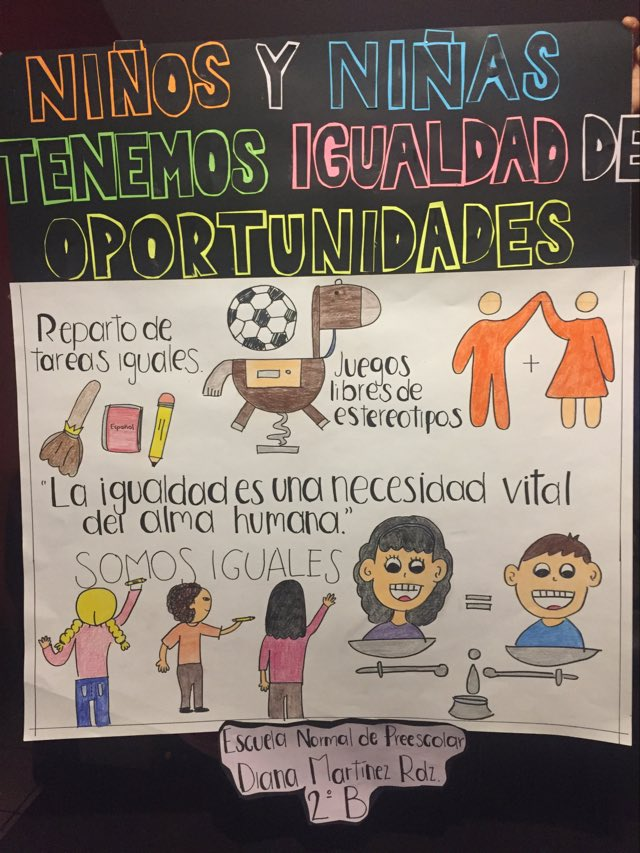 NIÑOS Y NIÑAS
TENEMOS IGUALDAD DE
OPORTUNIDADES
Reparto de
tareas iguales.
Español
Juegos
libres de
estereotipos
+
"La igualdad es una necesidad vital
del alma humana."
SOMOS IGUALES
=
Escuela Normal de Preescolar
Diana Martínez Rdz.
2° B